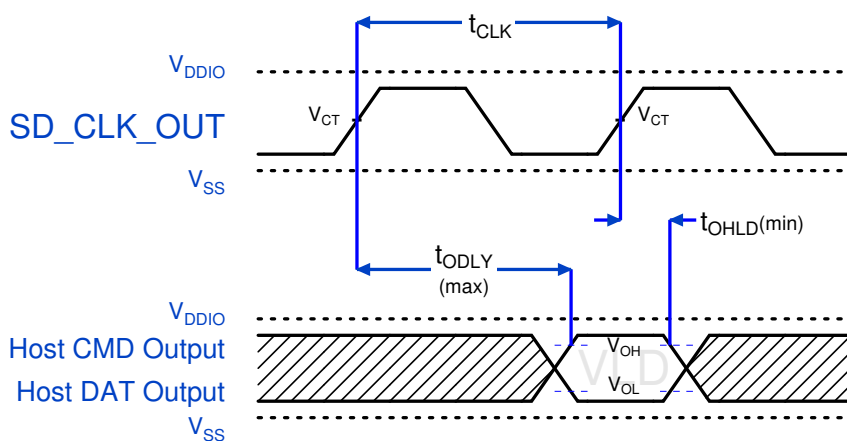 tCLK
VDDIO
SD_CLK_OUT
VCT
VCT
VSS
tOHLD(min)
tODLY
(max)
VDDIO
Host CMD Output
VOH
Host DAT Output
VOL
VSS